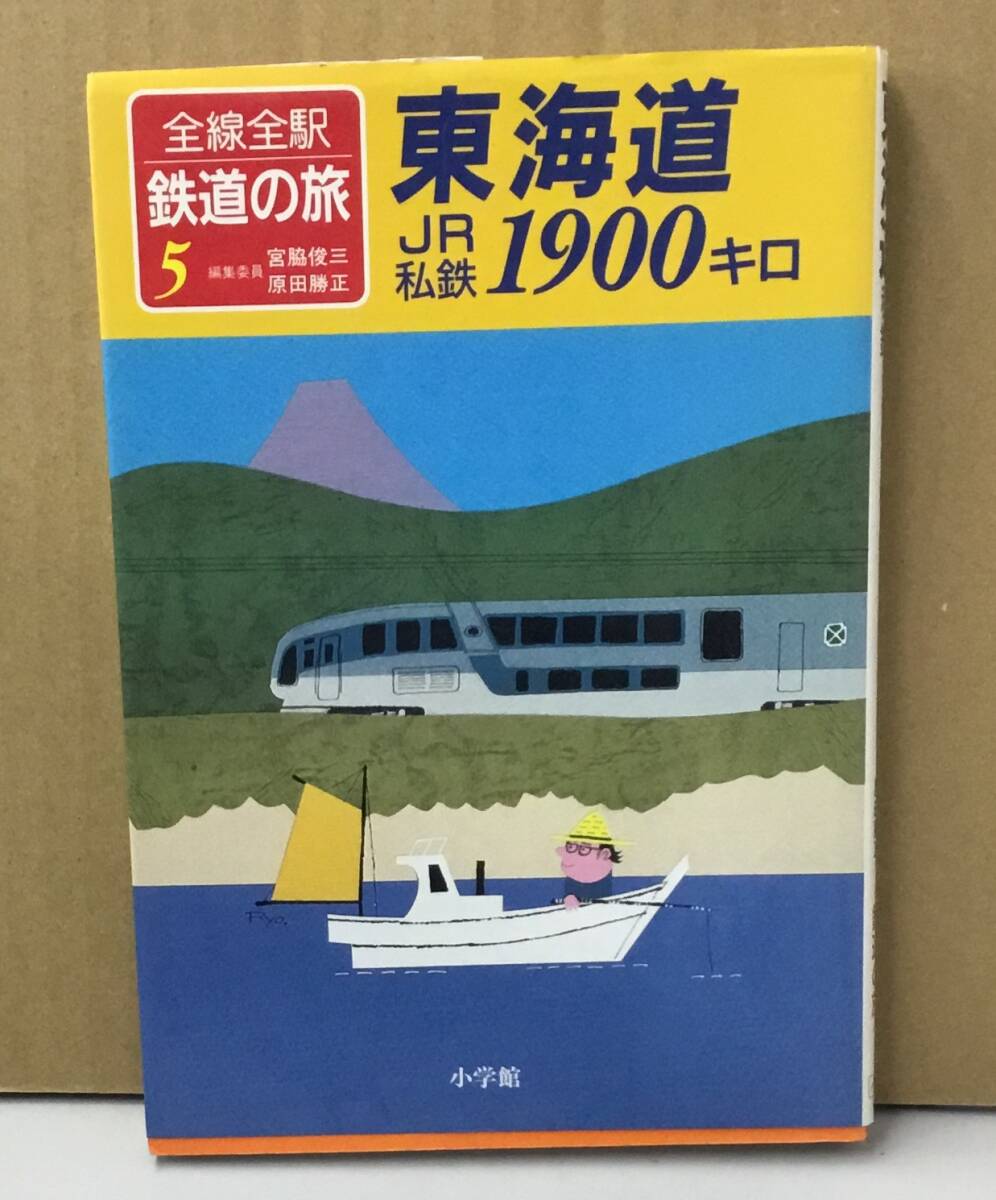 全線全駅
鉄道の旅
5
編集委員
宮脇俊三
原田勝正
東海道
JR
私鉄
1900キロ
Ryo.
小学館